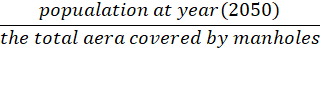 popualation at year(2050)
the total aera covered by manholes